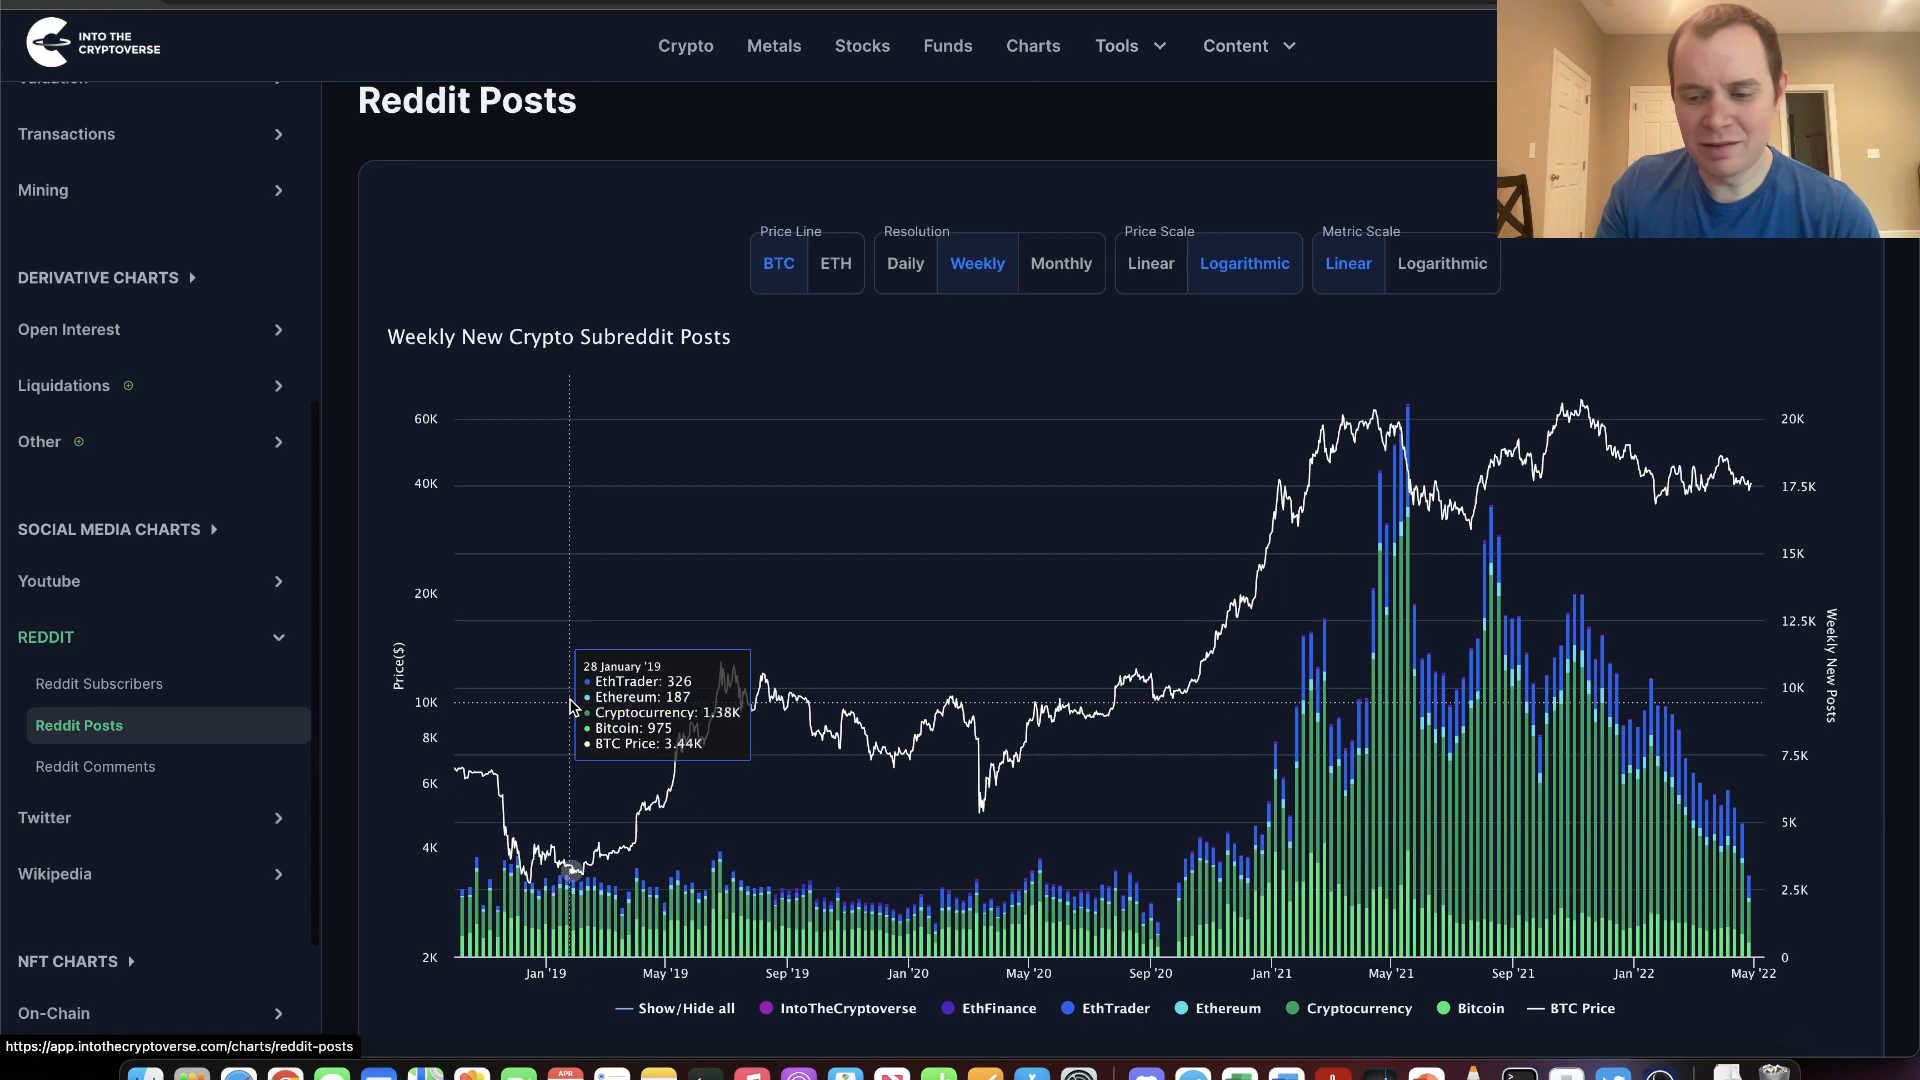 INTO THE
CRYPTOVERSE
Crypto
Metals
Stocks
Funds
Charts
Tools
Content
Valuation
Transactions
Mining
DERIVATIVE CHARTS
Open Interest
Liquidations
Other
SOCIAL MEDIA CHARTS
Youtube
REDDIT
Reddit Subscribers
Reddit Posts
Reddit Comments
Twitter
Wikipedia
NFT CHARTS
On-Chain
https://app.intothecryptoverse.com/charts/reddit-posts
Reddit Posts
Price Line
BTC
ETH
Resolution
Daily
Weekly
Monthly
Price Scale
Linear
Logarithmic
Metric Scale
Linear
Logarithmic
Weekly New Crypto Subreddit Posts
60K
40K
20K
10K
8K
6K
4K
2K
Price($)
28 January '19
EthTrader: 326
Ethereum: 187
Cryptocurrency: 1.38K
Bitcoin: 975
BTC Price: 3.44K
20K
17.5K
15K
12.5K
10K
7.5K
5K
2.5K
0
Weekly New Posts
Jan '19
May '19
Sep '19
Jan '20
May '20
Sep '20
Jan '21
May '21
Sep '21
Jan '22
May '22
Show/Hide all
IntoTheCryptoverse
EthFinance
EthTrader
Ethereum
Cryptocurrency
Bitcoin
BTC Price
APR